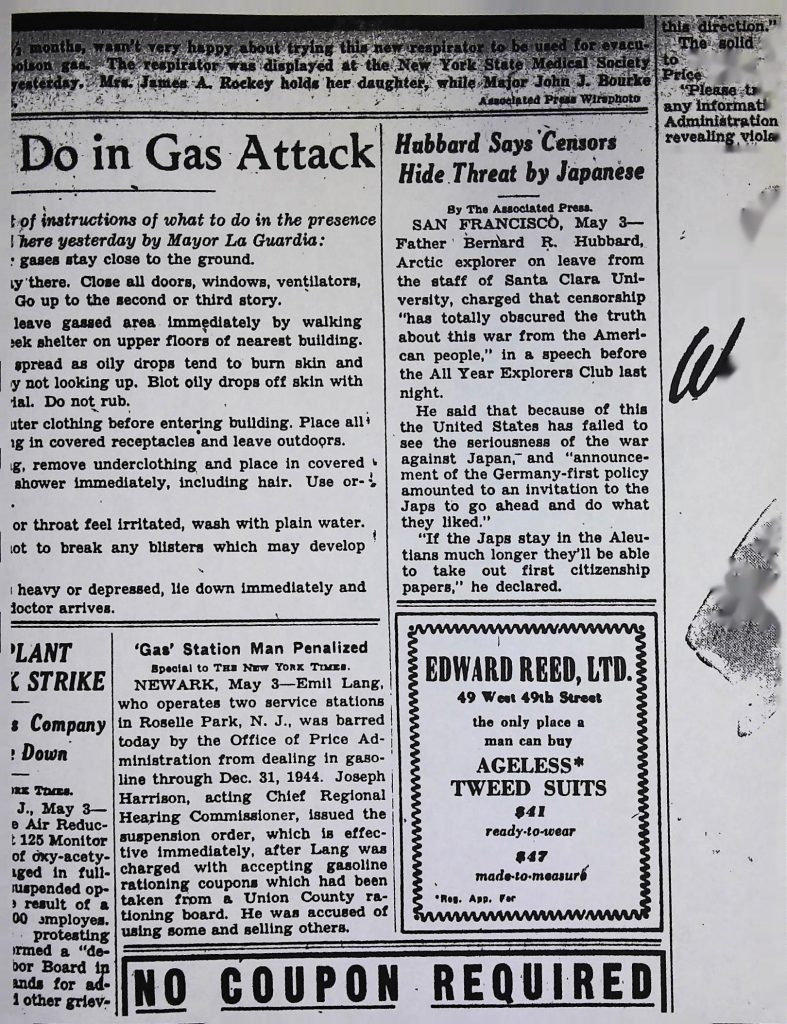 ½ months, wasn't very happy about trying this new respirator to be used for evacu-
poison gas. The respirator was displayed at the New York State Medical Society
yesterday. Mrs. James A. Rockey holds her daughter, while Major John J. Bourke
Associated Press Wirephoto
this direction."
The solid
to
Price
"Please
any informati
Administration
revealing viola
Do in Gas Attack
of instructions of what to do in the presence
here yesterday by Mayor La Guardia:
gases stay close to the ground.
y there. Close all doors, windows, ventilators,
Go up to the second or third story.
leave gassed area immediately by walking
eek shelter on upper floors of nearest building.
spread as oily drops tend to burn skin and
y not looking up. Blot oily drops off skin with
ial. Do not rub.
uter clothing before entering building. Place all
ng in covered receptacles and leave outdoors.
g, remove underclothing and place in covered
shower immediately, including hair. Use or-
or throat feel irritated, wash with plain water.
not to break any blisters which may develop
heavy or depressed, lie down immediately and
doctor arrives.
Hubbard Says Censors
Hide Threat by Japanese
By The Associated Press.
SAN FRANCISCO, May 3—
Father Bernard R. Hubbard,
Arctic explorer on leave from
the staff of Santa Clara Uni-
versity, charged that censorship
"has totally obscured the truth
about this war from the Ameri-
can people," in a speech before
the All Year Explorers Club last
night.
He said that because of this
the United States has failed to
see the seriousness of the war
against Japan, and "announce-
ment of the Germany-first policy
amounted to an invitation to the
Japs to go ahead and do what
they liked."
"If the Japs stay in the Aleu-
tians much longer they'll be able
to take out first citizenship
papers," he declared.
PLANT
K STRIKE
s Company
e Down
RK TIMES.
J., May 3—
e Air Reduc-
t 125 Monitor
of oxy-acety-
aged in full-
suspended op-
result of a
00 employes.
protesting
ormed a "de-
bor Board in
ands for ad-
d other griev-
'Gas' Station Man Penalized
Special to THE NEW YORK TIMES.
NEWARK, May 3—Emil Lang,
who operates two service stations
in Roselle Park, N. J., was barred
today by the Office of Price Ad-
ministration from dealing in gaso-
line through Dec. 31, 1944. Joseph
Harrison, acting Chief Regional
Hearing Commissioner, issued the
suspension order, which is effec-
tive immediately, after Lang was
charged with accepting gasoline
rationing coupons which had been
taken from a Union County ra-
tioning board. He was accused of
using some and selling others.
EDWARD REED, LTD.
49 West 49th Street
the only place a
man can buy
AGELESS*
TWEED SUITS
$41
ready-to-wear
$47
made-to-measure
*Reg. App. For
NO COUPON REQUIRED
W